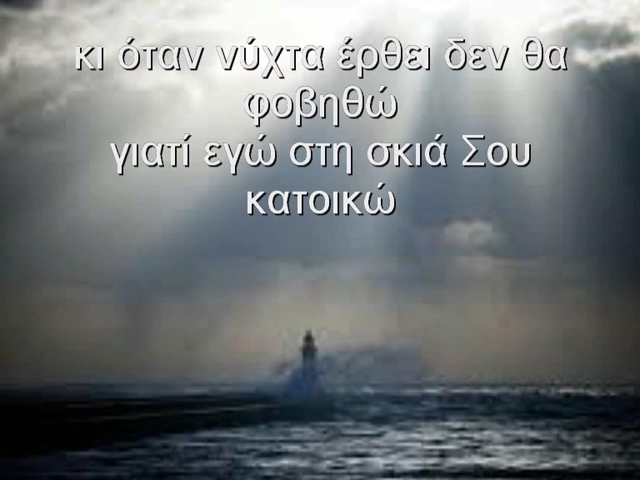 κι όταν νύχτα έρθει δεν θα
φοβηθώ
γιατί εγώ στη σκιά Σου
κατοικώ